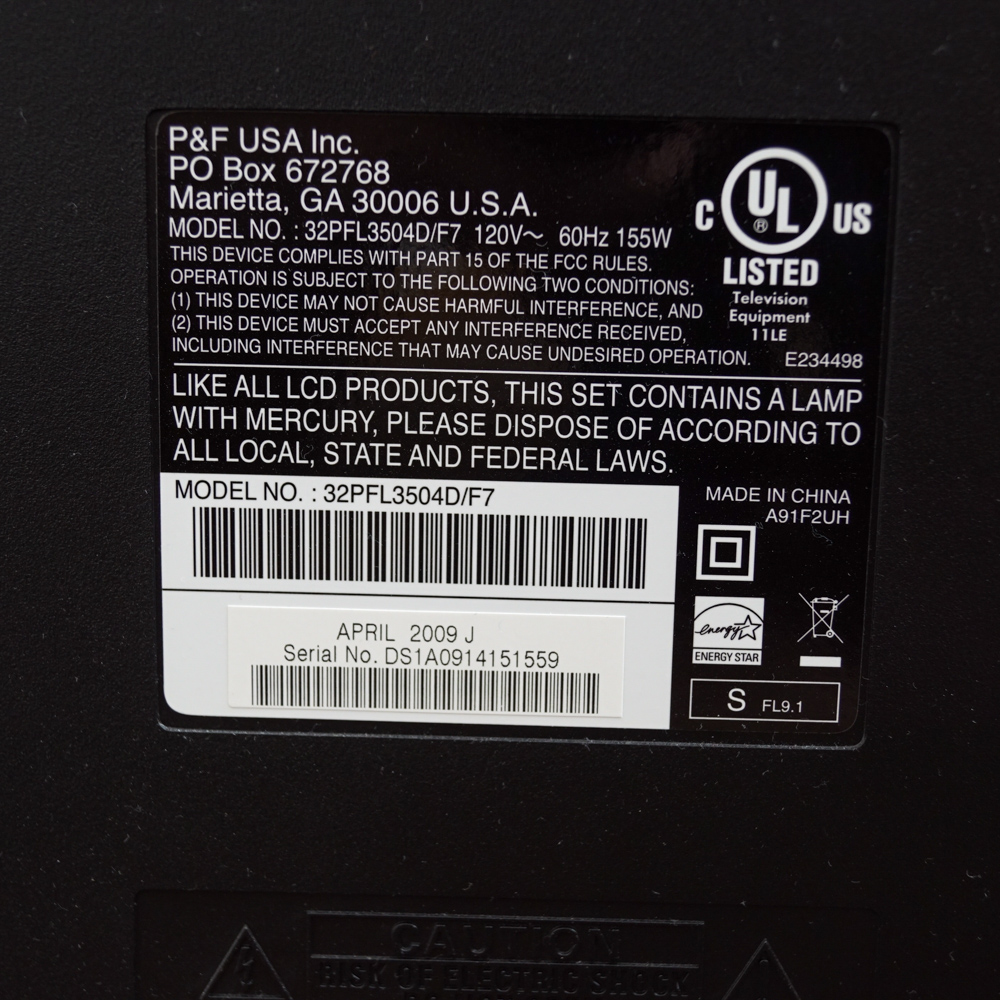 P&F USA Inc.
PO Box 672768
Marietta, GA 30006 U.S.A.
MODEL NO. : 32PFL3504D/F7 120V~ 60Hz 155W
THIS DEVICE COMPLIES WITH PART 15 OF THE FCC RULES.
OPERATION IS SUBJECT TO THE FOLLOWING TWO CONDITIONS:
(1) THIS DEVICE MAY NOT CAUSE HARMFUL INTERFERENCE, AND
(2) THIS DEVICE MUST ACCEPT ANY INTERFERENCE RECEIVED,
INCLUDING INTERFERENCE THAT MAY CAUSE UNDESIRED OPERATION.
C UL ® US
LISTED
Television
Equipment
11LE
E234498
LIKE ALL LCD PRODUCTS, THIS SET CONTAINS A LAMP
WITH MERCURY, PLEASE DISPOSE OF ACCORDING TO
ALL LOCAL, STATE AND FEDERAL LAWS.
MODEL NO. : 32PFL3504D/F7
APRIL 2009 J
Serial No. DS1A0914151559
MADE IN CHINA
A91F2UH
energy
ENERGY STAR
S FL9.1
CAUTION
RISK OF ELECTRIC SHOCK